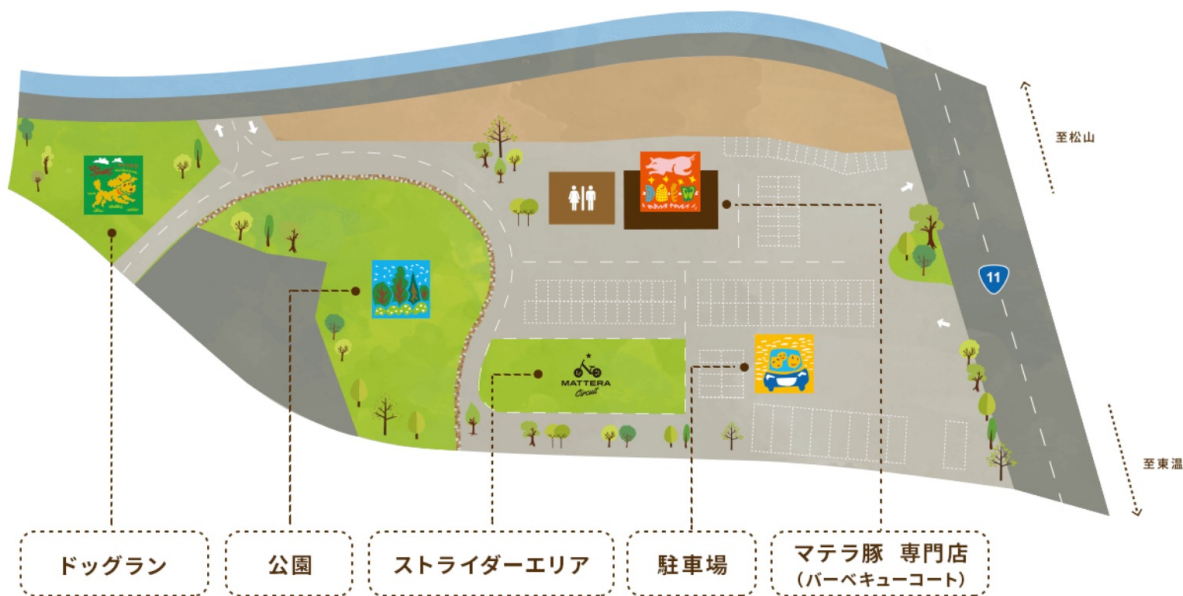 至松山
11
MATTERA
Circuit
至東温
ドッグラン
公園
ストライダーエリア
駐車場
マテラ豚 専門店
(バーベキューコート)